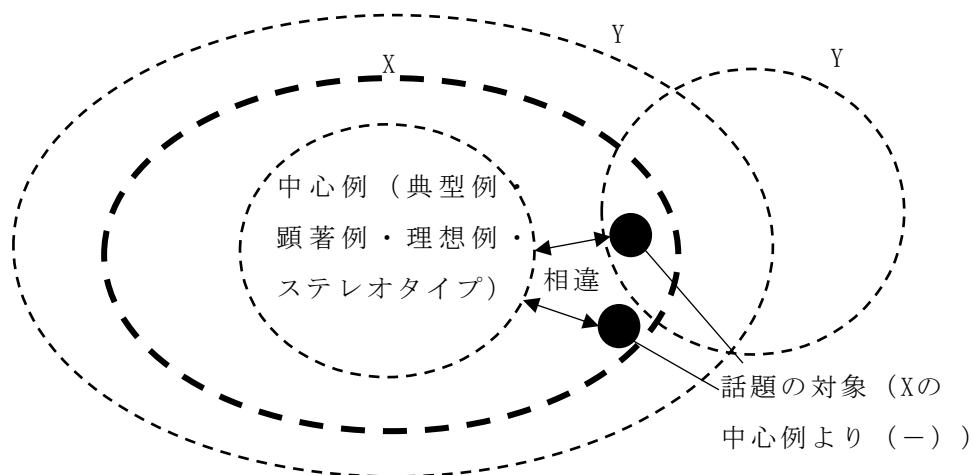 Y
Y
X
中心例（典型例・
顕著例・理想例・
ステレオタイプ）
相違
話題の対象（Xの
中心例より（－））